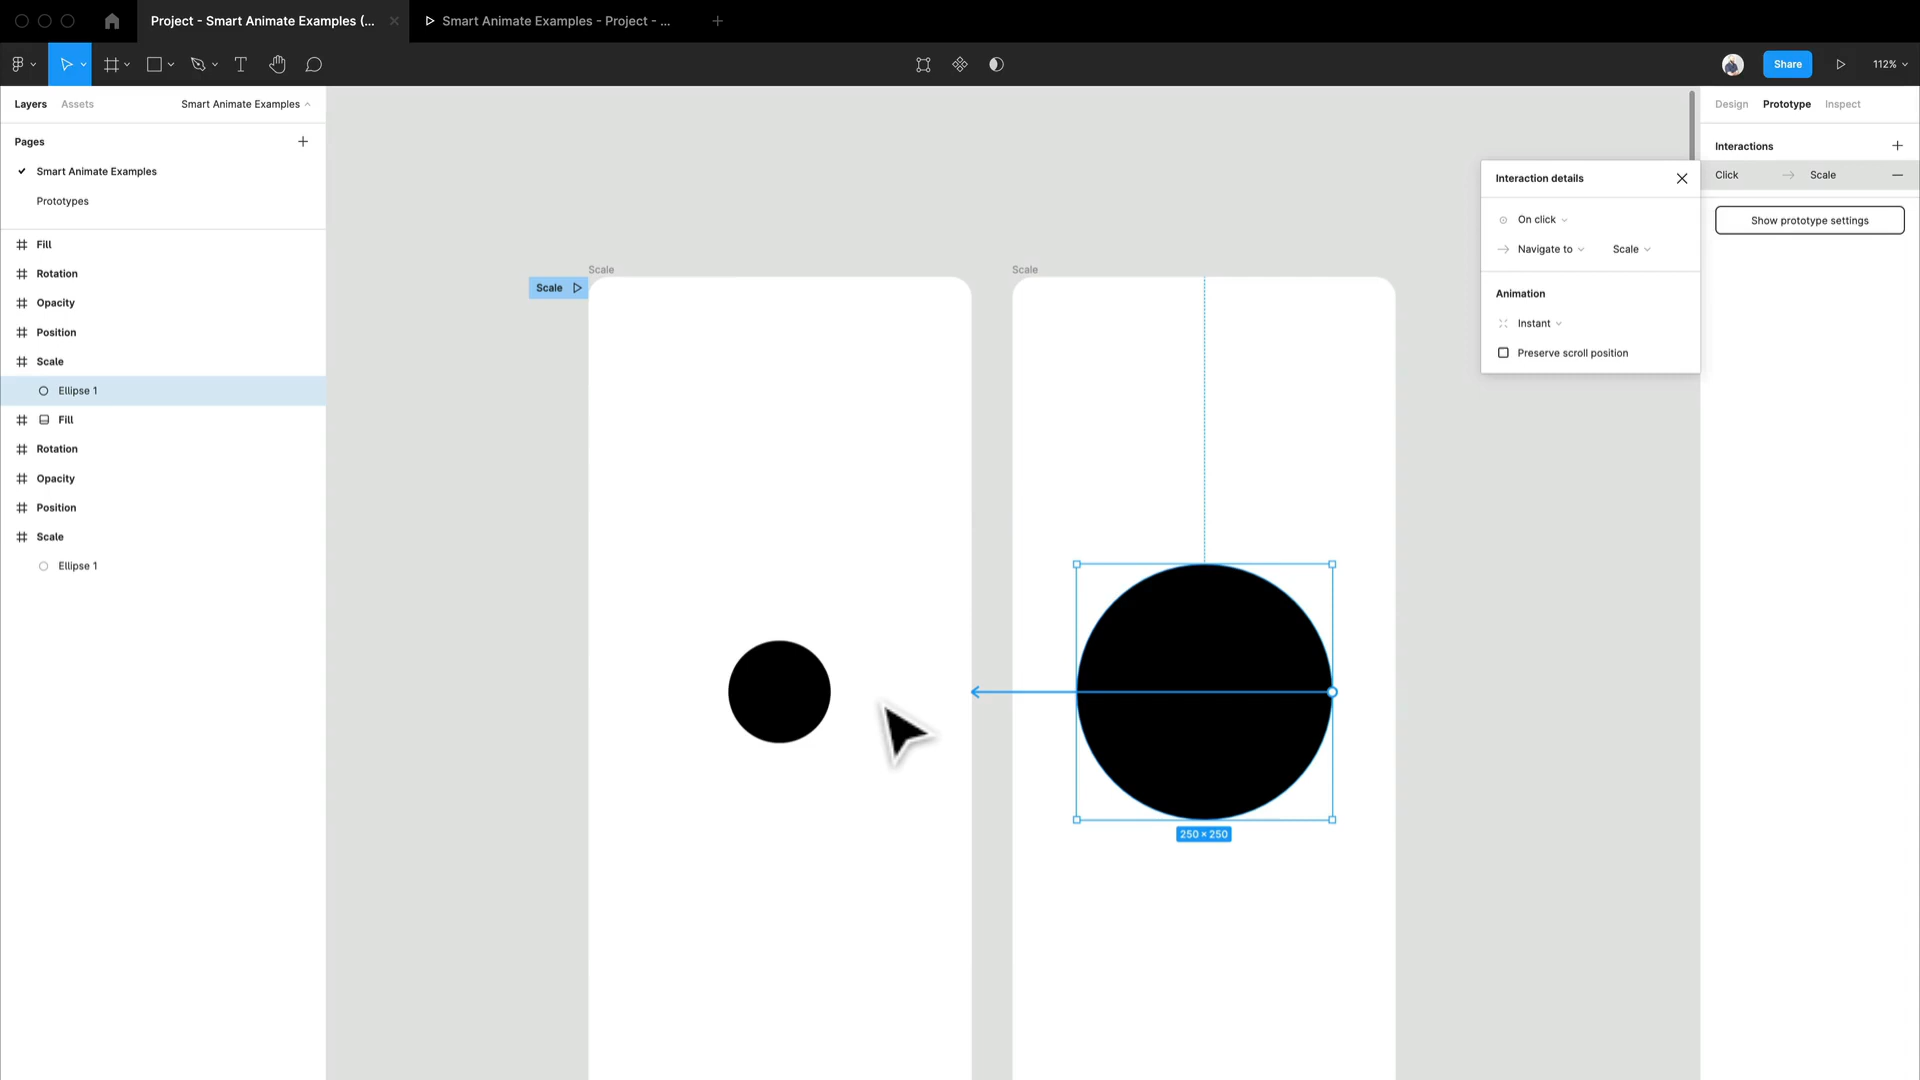 Project - Smart Animate Examples (...
Smart Animate Examples - Project - ...
Share
112%
Layers
Assets
Smart Animate Examples
Design
Prototype
Inspect
Pages
Smart Animate Examples
Prototypes
Fill
Rotation
Opacity
Position
Scale
Ellipse 1
Fill
Rotation
Opacity
Position
Scale
Ellipse 1
Scale
Scale
Scale
250 × 250
Interaction details
On click
Navigate to
Scale
Animation
Instant
Preserve scroll position
Interactions
Click
Scale
Show prototype settings